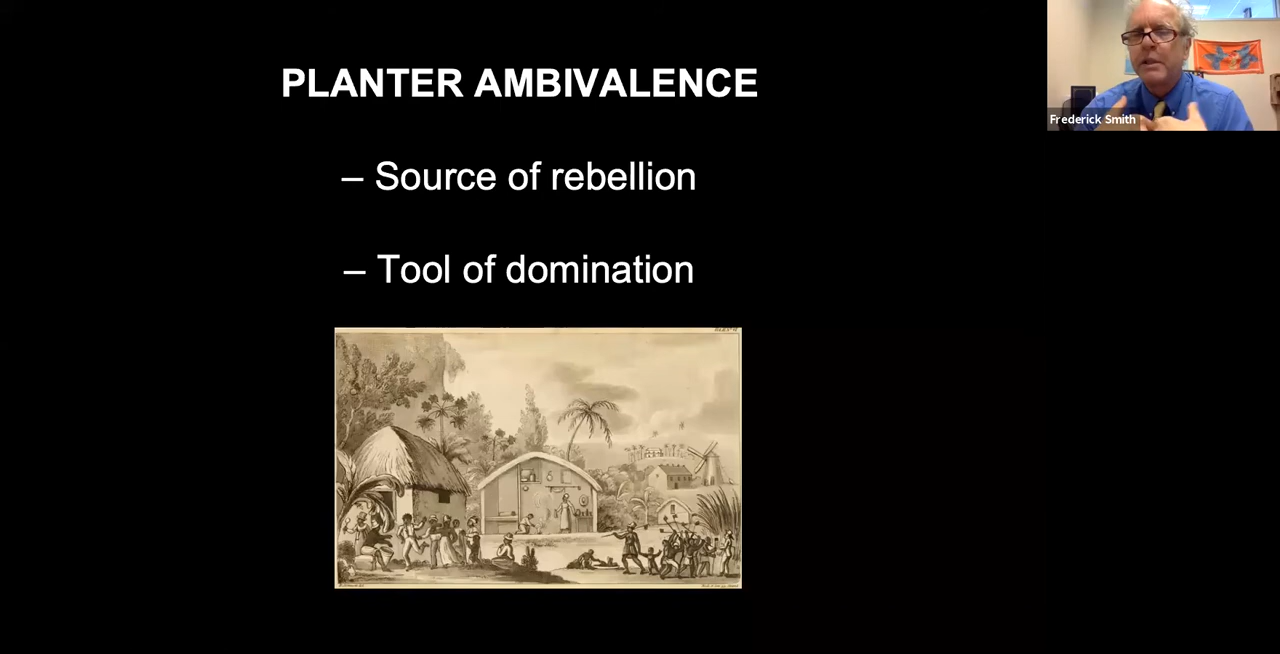 PLANTER AMBIVALENCE
– Source of rebellion
– Tool of domination
Frederick Smith